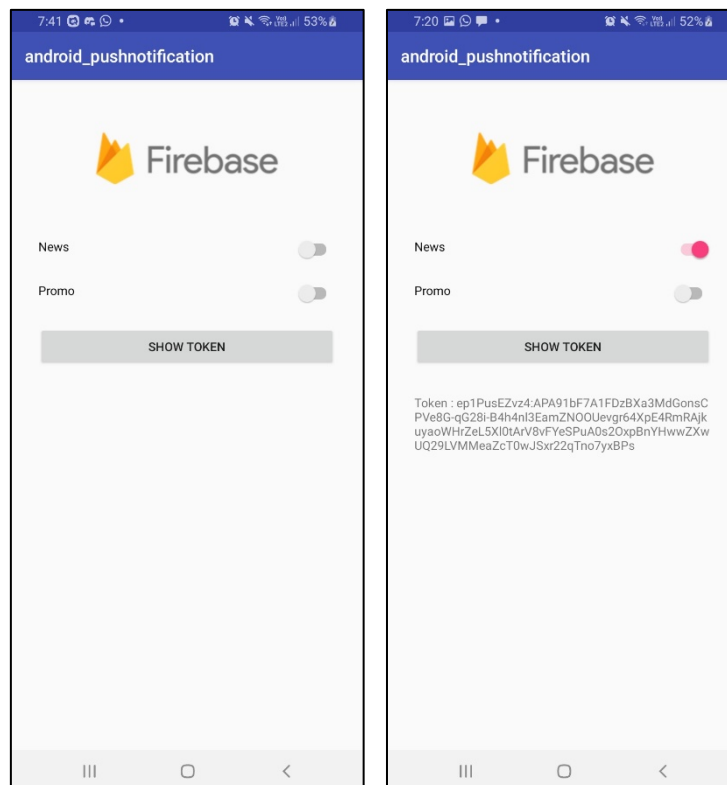 7:41
53%
android_pushnotification
Firebase
News
Promo
SHOW TOKEN
7:20
52%
android_pushnotification
Firebase
News
Promo
SHOW TOKEN
Token : ep1PusEZvz4:APA91bF7A1FDzBXa3MdGonsC
PVe8G-qG28i-B4h4nl3EamZNOOUevgr64XpE4RmRAjk
uyaoWHrZeL5Xl0tArV8vFYeSPuA0s2OxpBnYHwwZXw
UQ29LVMMeaZcT0wJSxr22qTno7yxBPs